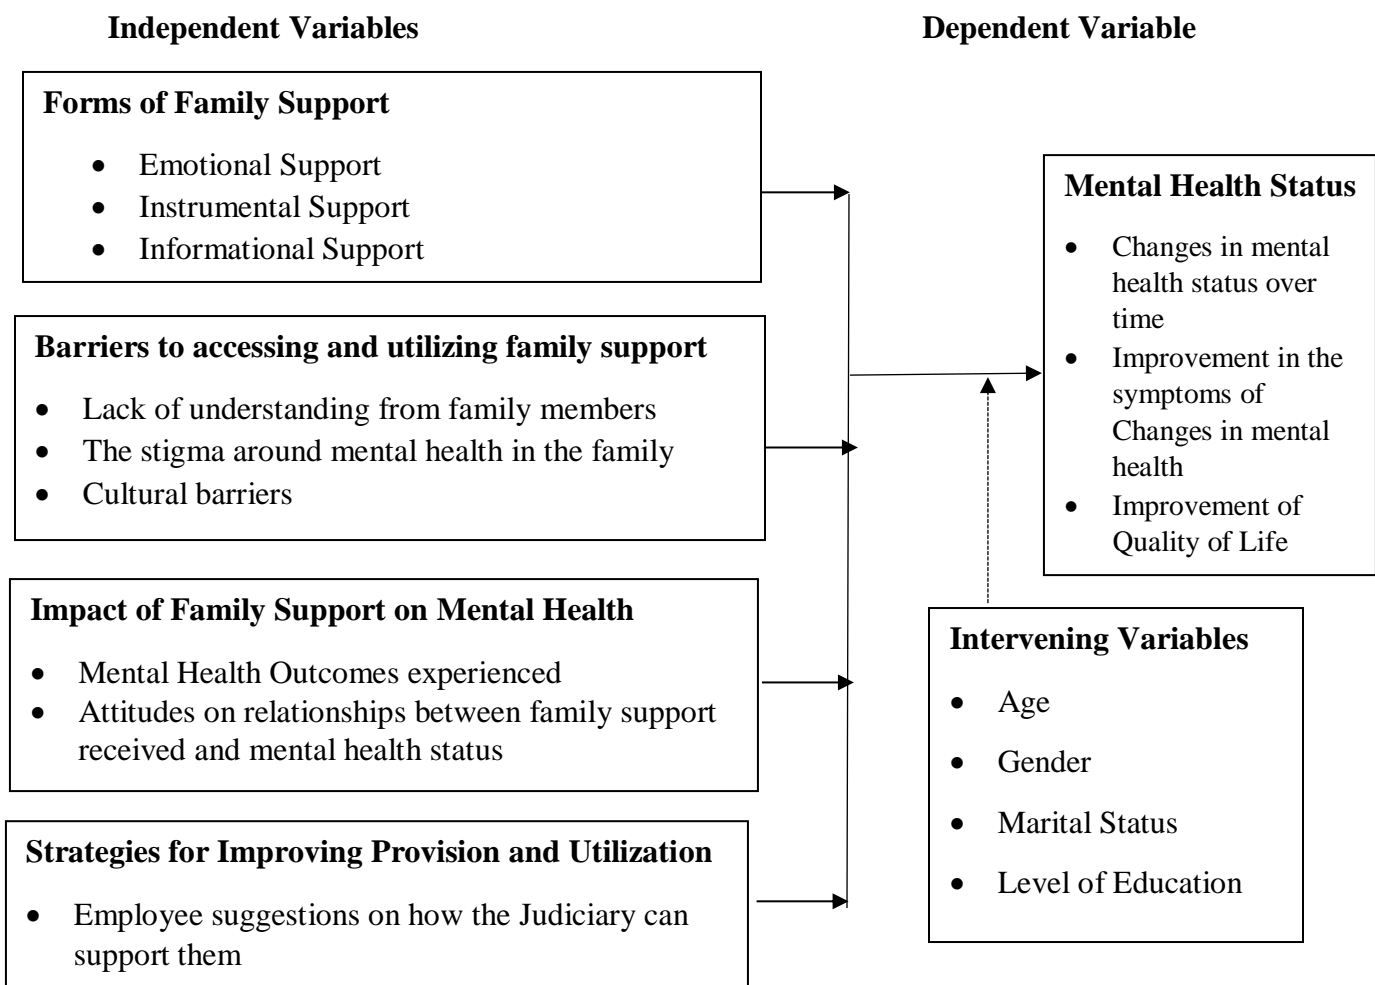 Independent Variables
Dependent Variable
Forms of Family Support
• Emotional Support
• Instrumental Support
• Informational Support
Barriers to accessing and utilizing family support
• Lack of understanding from family members
• The stigma around mental health in the family
• Cultural barriers
Impact of Family Support on Mental Health
• Mental Health Outcomes experienced
• Attitudes on relationships between family support
received and mental health status
Strategies for Improving Provision and Utilization
• Employee suggestions on how the Judiciary can
support them
Mental Health Status
• Changes in mental
health status over
time
• Improvement in the
symptoms of
Changes in mental
health
• Improvement of
Quality of Life
Intervening Variables
• Age
• Gender
• Marital Status
• Level of Education